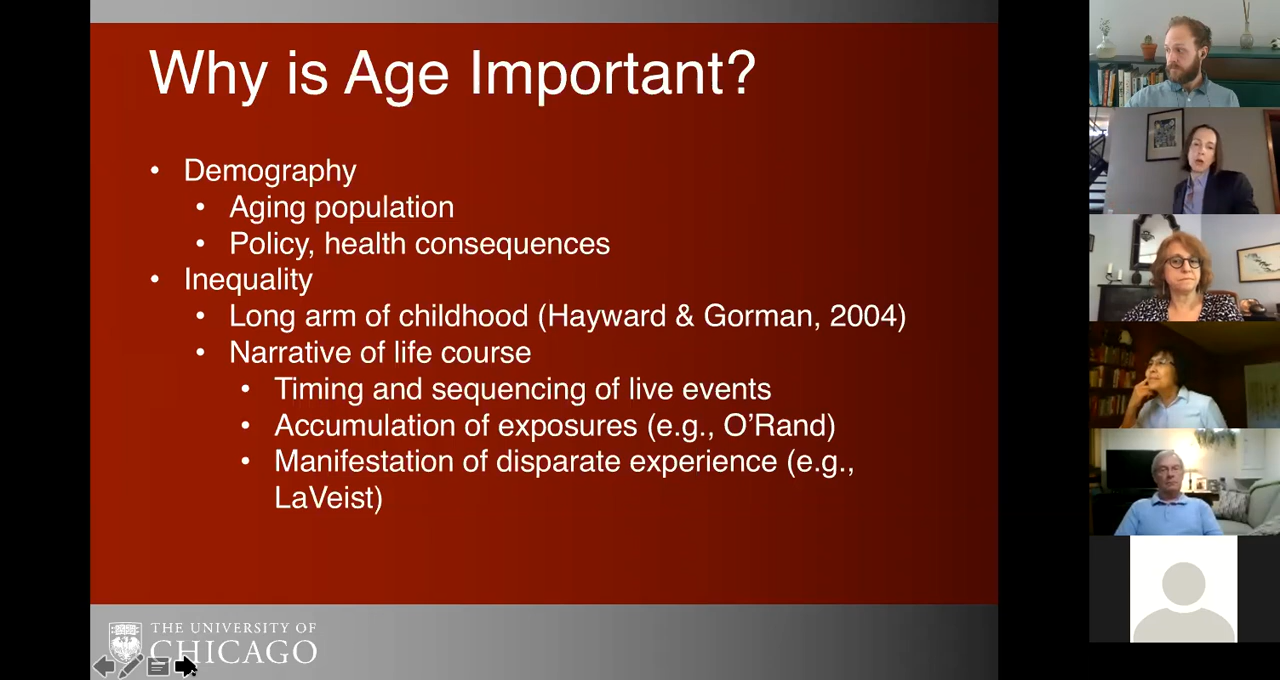 Why is Age Important?
• Demography
• Aging population
• Policy, health consequences
• Inequality
• Long arm of childhood (Hayward & Gorman, 2004)
• Narrative of life course
• Timing and sequencing of live events
• Accumulation of exposures (e.g., O’Rand)
• Manifestation of disparate experience (e.g.,
LaVeist)
THE UNIVERSITY OF
CHICAGO